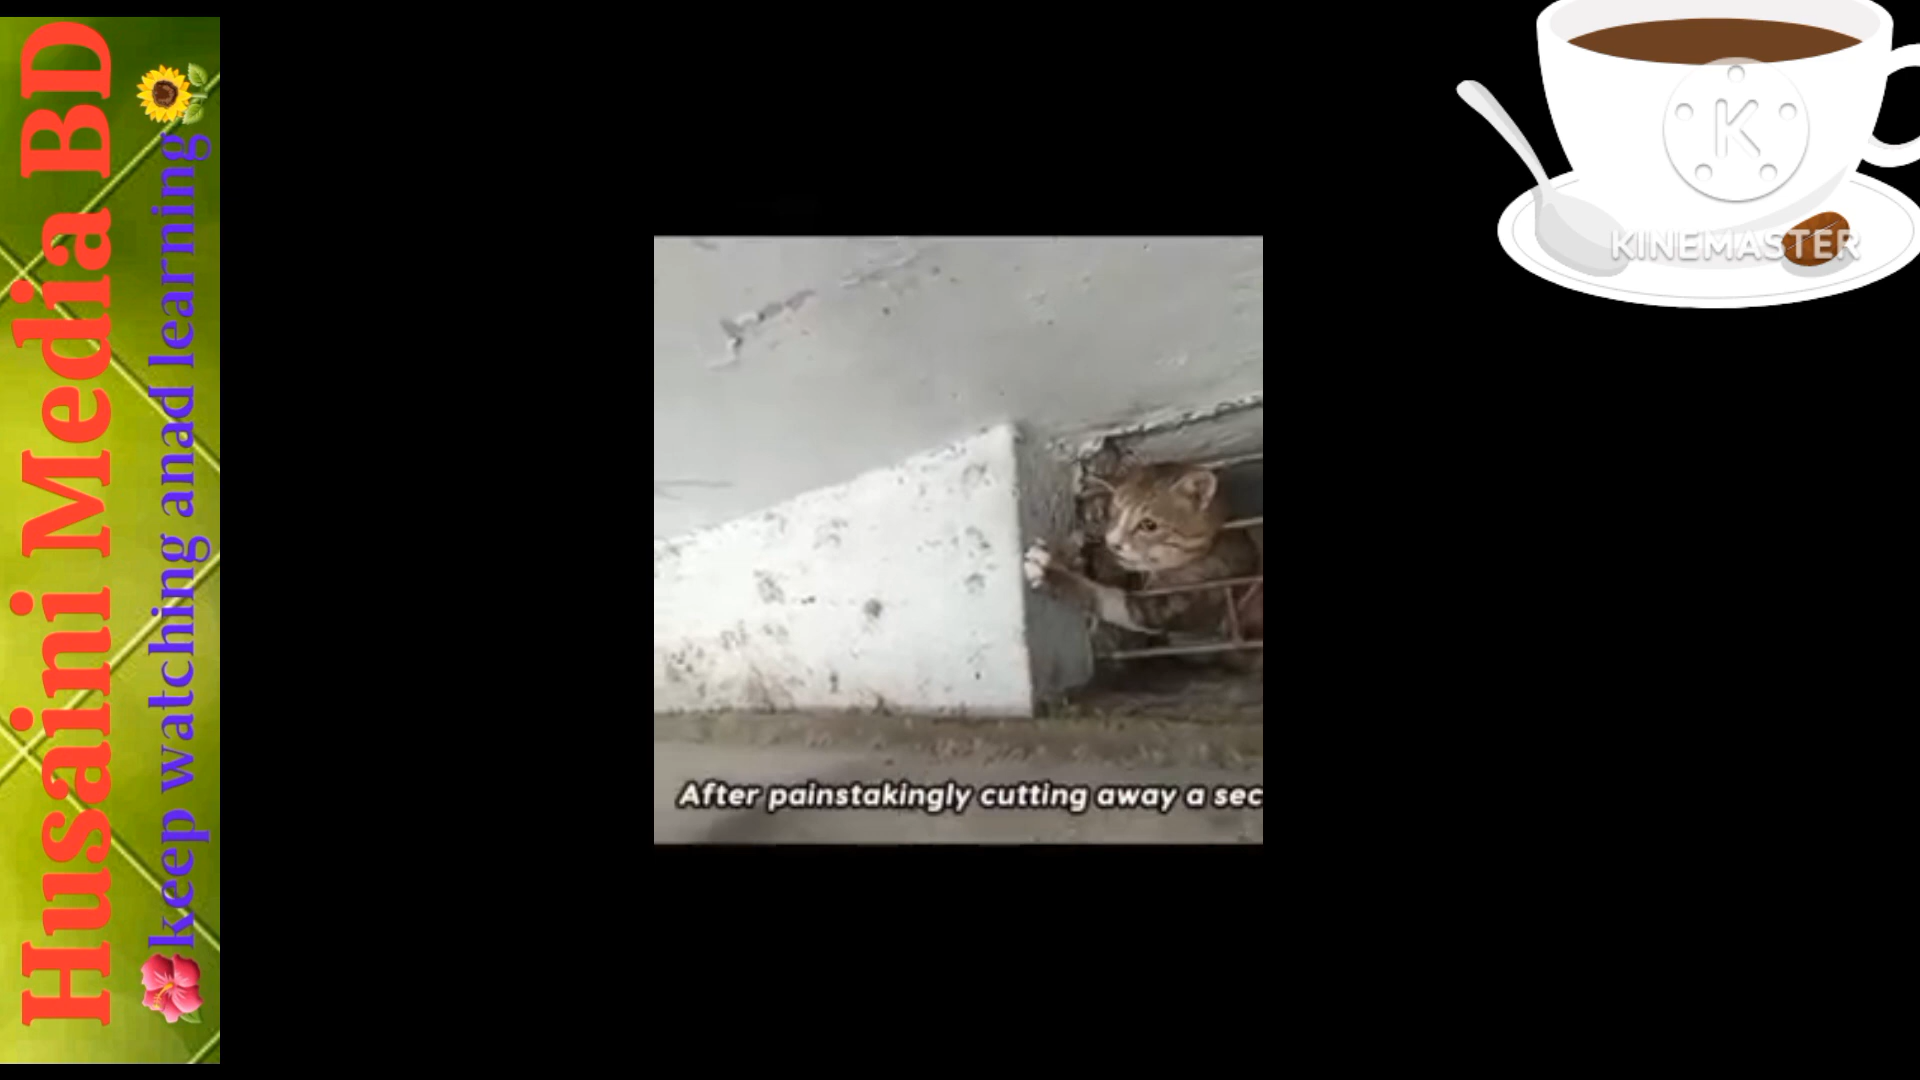 Husaini Media BD
keep watching anad learning
K
KINEMASTER
After painstakingly cutting away a sec